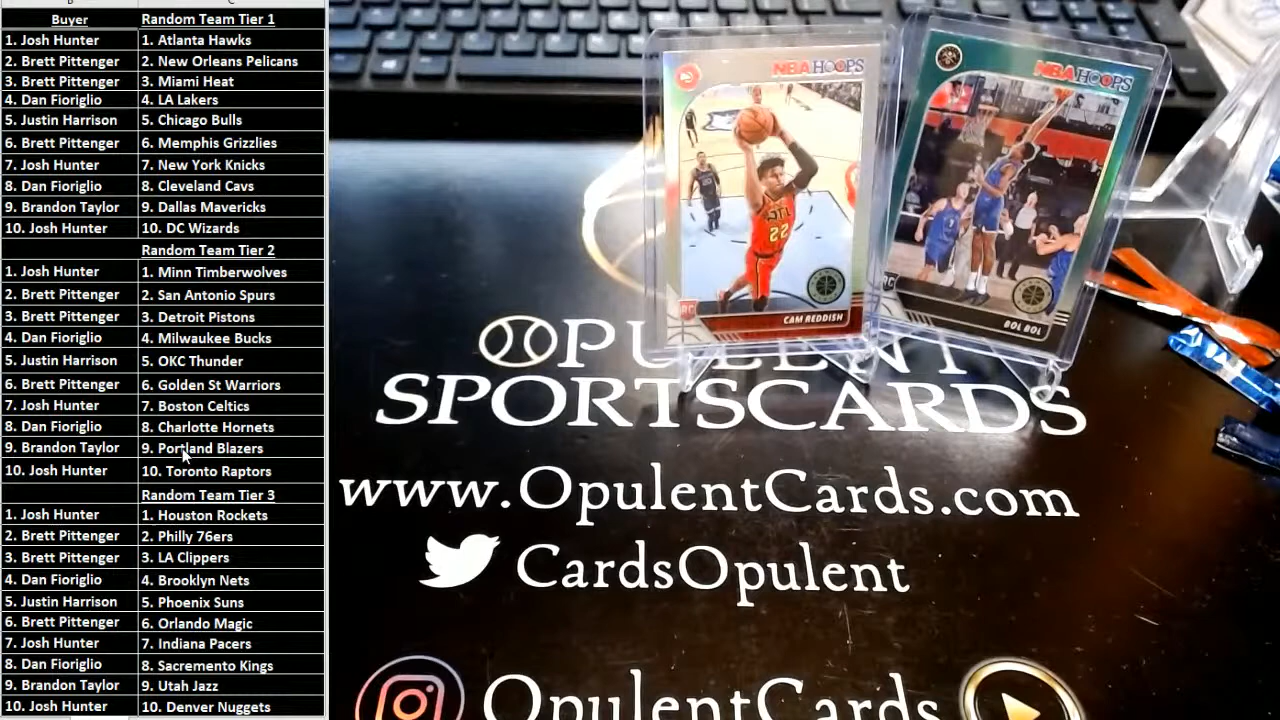 Buyer Random Team Tier 1
1. Josh Hunter 1. Atlanta Hawks
2. Brett Pittenger 2. New Orleans Pelicans
3. Brett Pittenger 3. Miami Heat
4. Dan Fioriglio 4. LA Lakers
5. Justin Harrison 5. Chicago Bulls
6. Brett Pittenger 6. Memphis Grizzlies
7. Josh Hunter 7. New York Knicks
8. Dan Fioriglio 8. Cleveland Cavs
9. Brandon Taylor 9. Dallas Mavericks
10. Josh Hunter 10. DC Wizards
Random Team Tier 2
1. Josh Hunter 1. Minn Timberwolves
2. Brett Pittenger 2. San Antonio Spurs
3. Brett Pittenger 3. Detroit Pistons
4. Dan Fioriglio 4. Milwaukee Bucks
5. Justin Harrison 5. OKC Thunder
6. Brett Pittenger 6. Golden St Warriors
7. Josh Hunter 7. Boston Celtics
8. Dan Fioriglio 8. Charlotte Hornets
9. Brandon Taylor 9. Portland Blazers
10. Josh Hunter 10. Toronto Raptors
Random Team Tier 3
1. Josh Hunter 1. Houston Rockets
2. Brett Pittenger 2. Philly 76ers
3. Brett Pittenger 3. LA Clippers
4. Dan Fioriglio 4. Brooklyn Nets
5. Justin Harrison 5. Phoenix Suns
6. Brett Pittenger 6. Orlando Magic
7. Josh Hunter 7. Indiana Pacers
8. Dan Fioriglio 8. Sacremento Kings
9. Brandon Taylor 9. Utah Jazz
10. Josh Hunter 10. Denver Nuggets
NBA HOOPS
ATL
22
RC
CAM REDDISH
NBA HOOPS
RC
BOL BOL
OPULENT
SPORTSCARDS
www.OpulentCards.com
CardsOpulent
OpulentCards